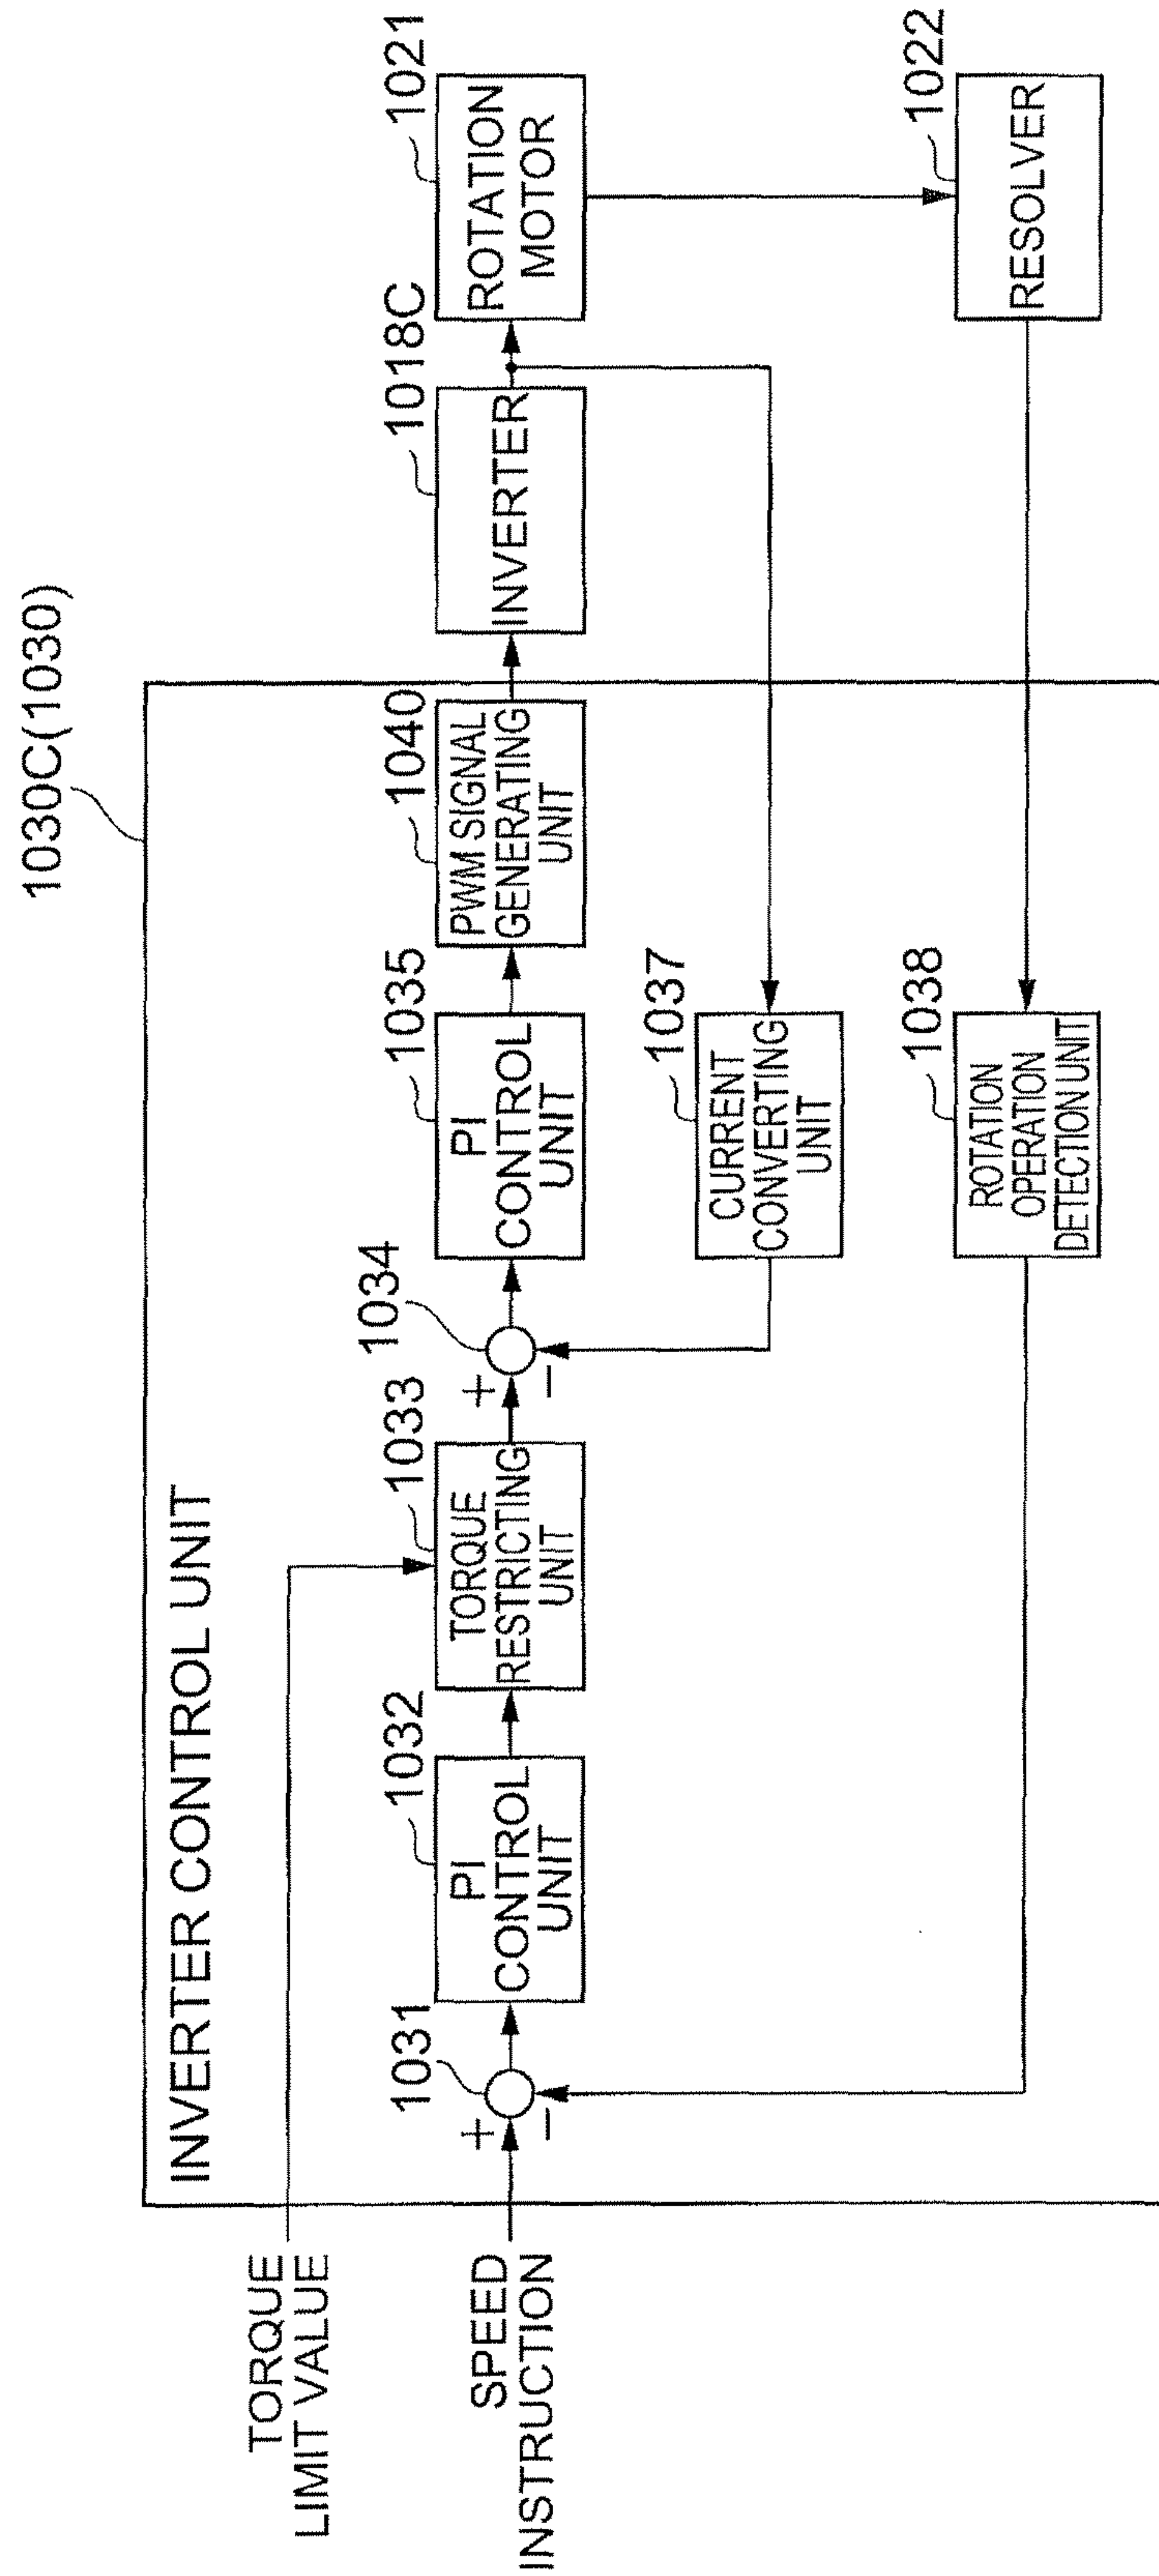 1030C(1030)
INVERTER CONTROL UNIT
TORQUE
LIMIT VALUE
SPEED
INSTRUCTION
+
−
1031
1032
PI
CONTROL
UNIT
1033
TORQUE
RESTRICTING
UNIT
+
−
1034
1035
PI
CONTROL
UNIT
1040
PWM SIGNAL
GENERATING
UNIT
1018C
INVERTER
1021
ROTATION
MOTOR
1037
CURRENT
CONVERTING
UNIT
1038
ROTATION
OPERATION
DETECTION UNIT
1022
RESOLVER